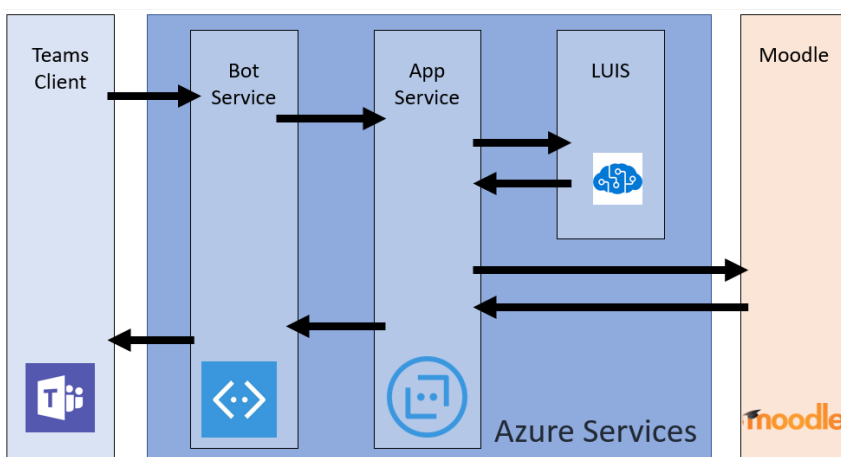 Teams
Client
Bot
Service
App
Service
LUIS
Moodle
Azure Services
T
moodle